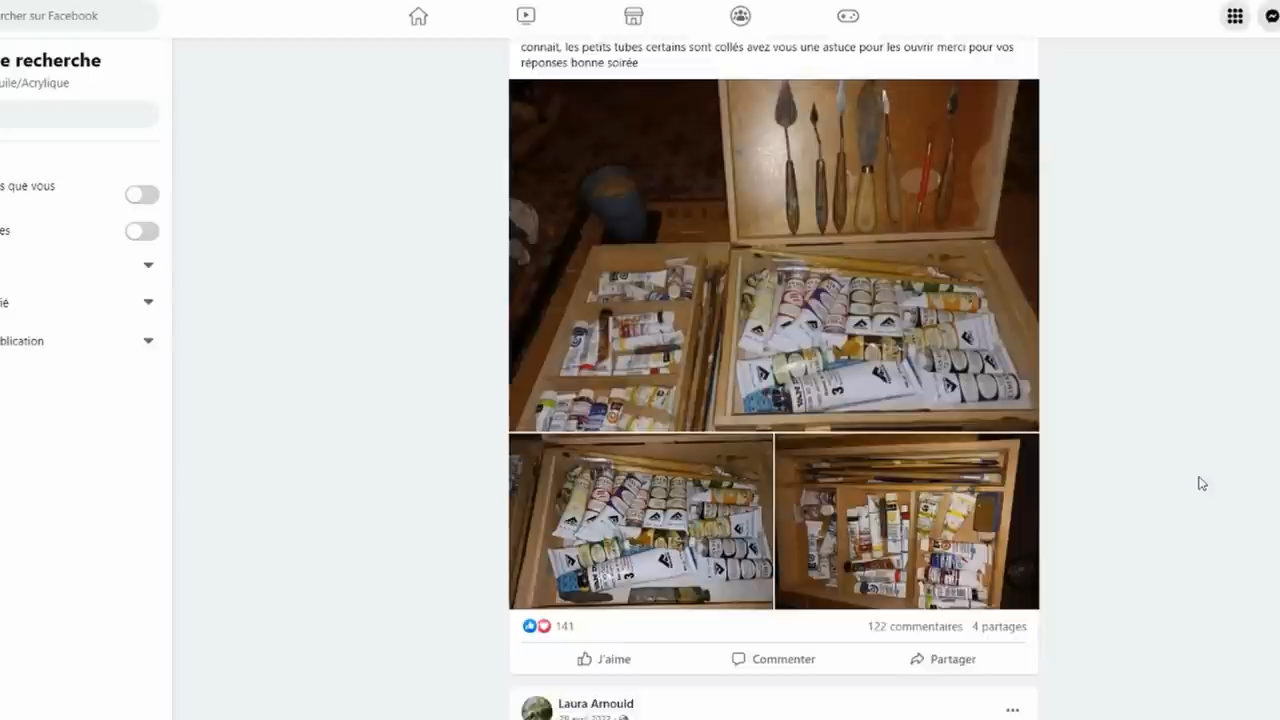 rcher sur Facebook
e recherche
uile/Acrylique
s que vous
es
ié
blication
connait, les petits tubes certains sont collés avez vous une astuce pour les ouvrir merci pour vos
réponses bonne soirée
141
122 commentaires 4 partages
J'aime
Commenter
Partager
Laura Arnould